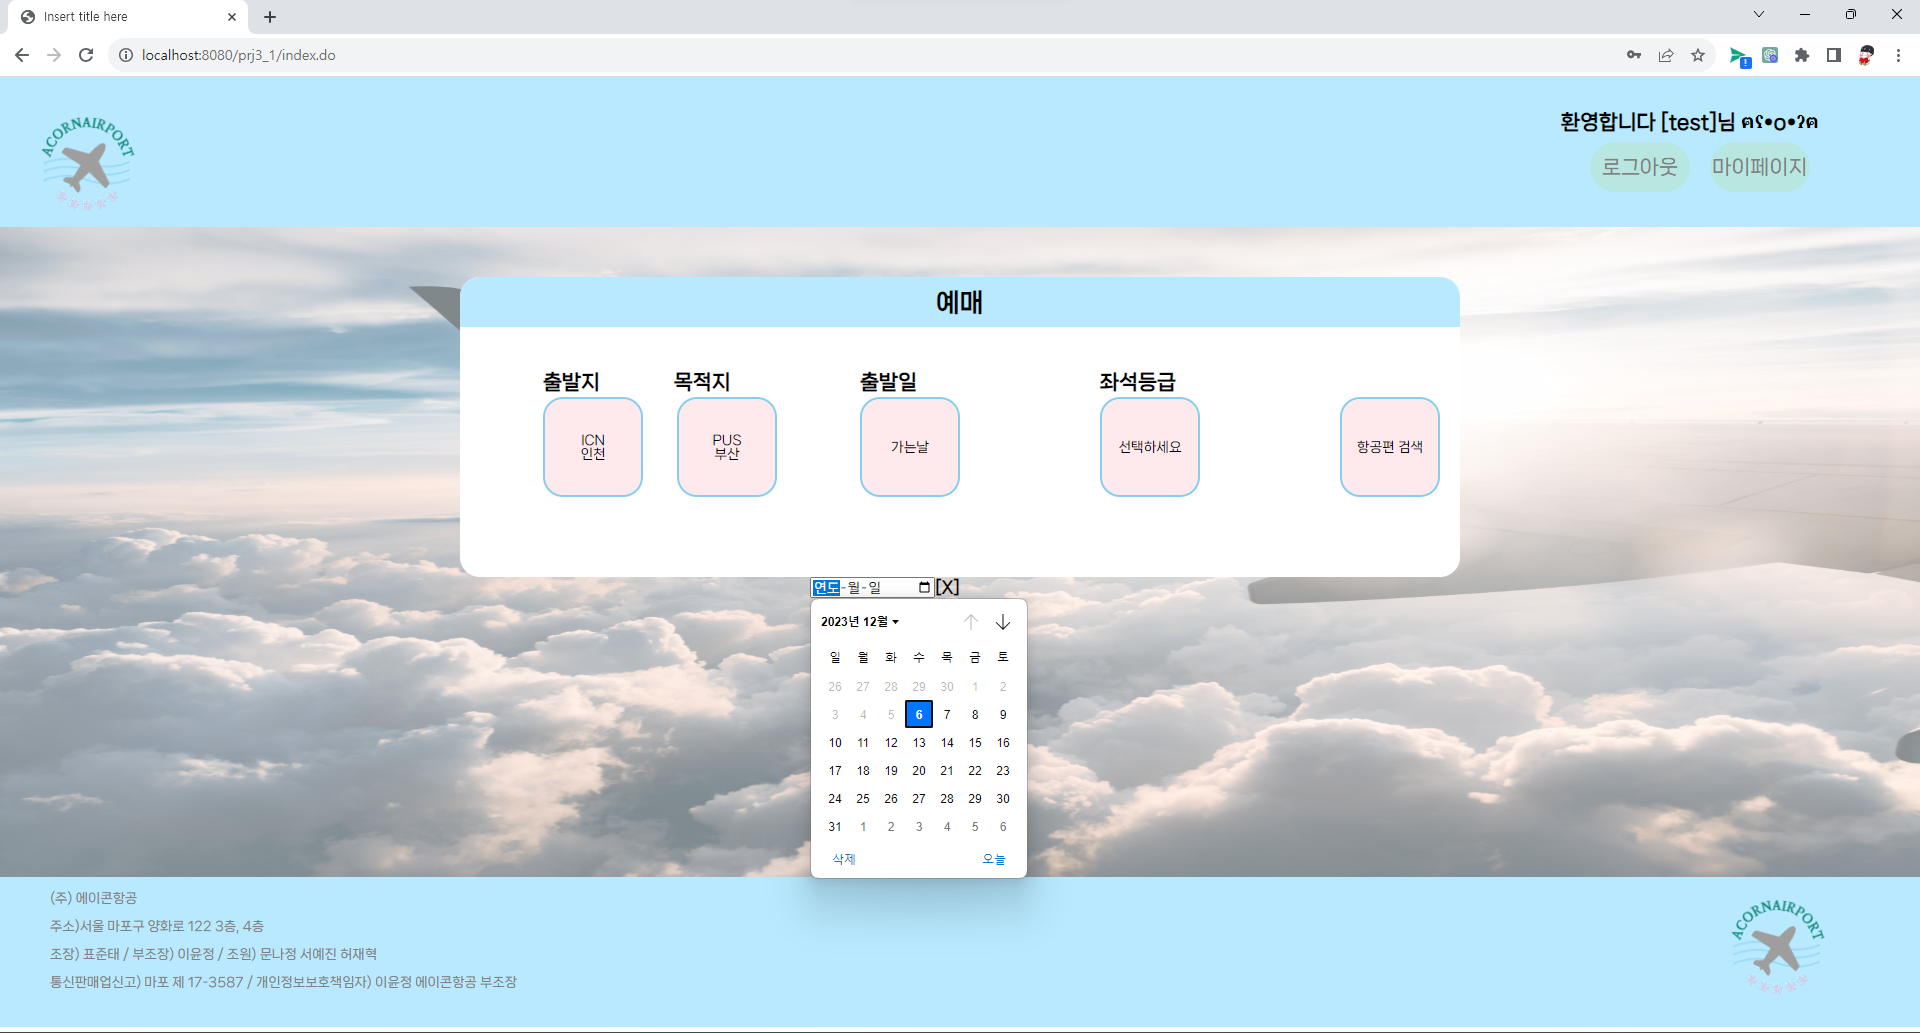 Insert title here
localhost:8080/prj3_1/index.do
ACORNAIRPORT
환영합니다 [test]님 ฅʕ•o•ʔฅ
로그아웃 마이페이지
예매
출발지 목적지 출발일 좌석등급
ICN
인천
PUS
부산
가는날
선택하세요
항공편 검색
연도-월-일 [X]
2023년 12월
일 월 화 수 목 금 토
26 27 28 29 30 1 2
3 4 5 6 7 8 9
10 11 12 13 14 15 16
17 18 19 20 21 22 23
24 25 26 27 28 29 30
31 1 2 3 4 5 6
삭제 오늘
(주) 에이콘항공
주소)서울 마포구 양화로 122 3층, 4층
조장) 표준태 / 부조장) 이윤정 / 조원) 문나정 서예진 허재혁
통신판매업신고) 마포 제 17-3587 / 개인정보보호책임자) 이윤정 에이콘항공 부조장
ACORNAIRPORT